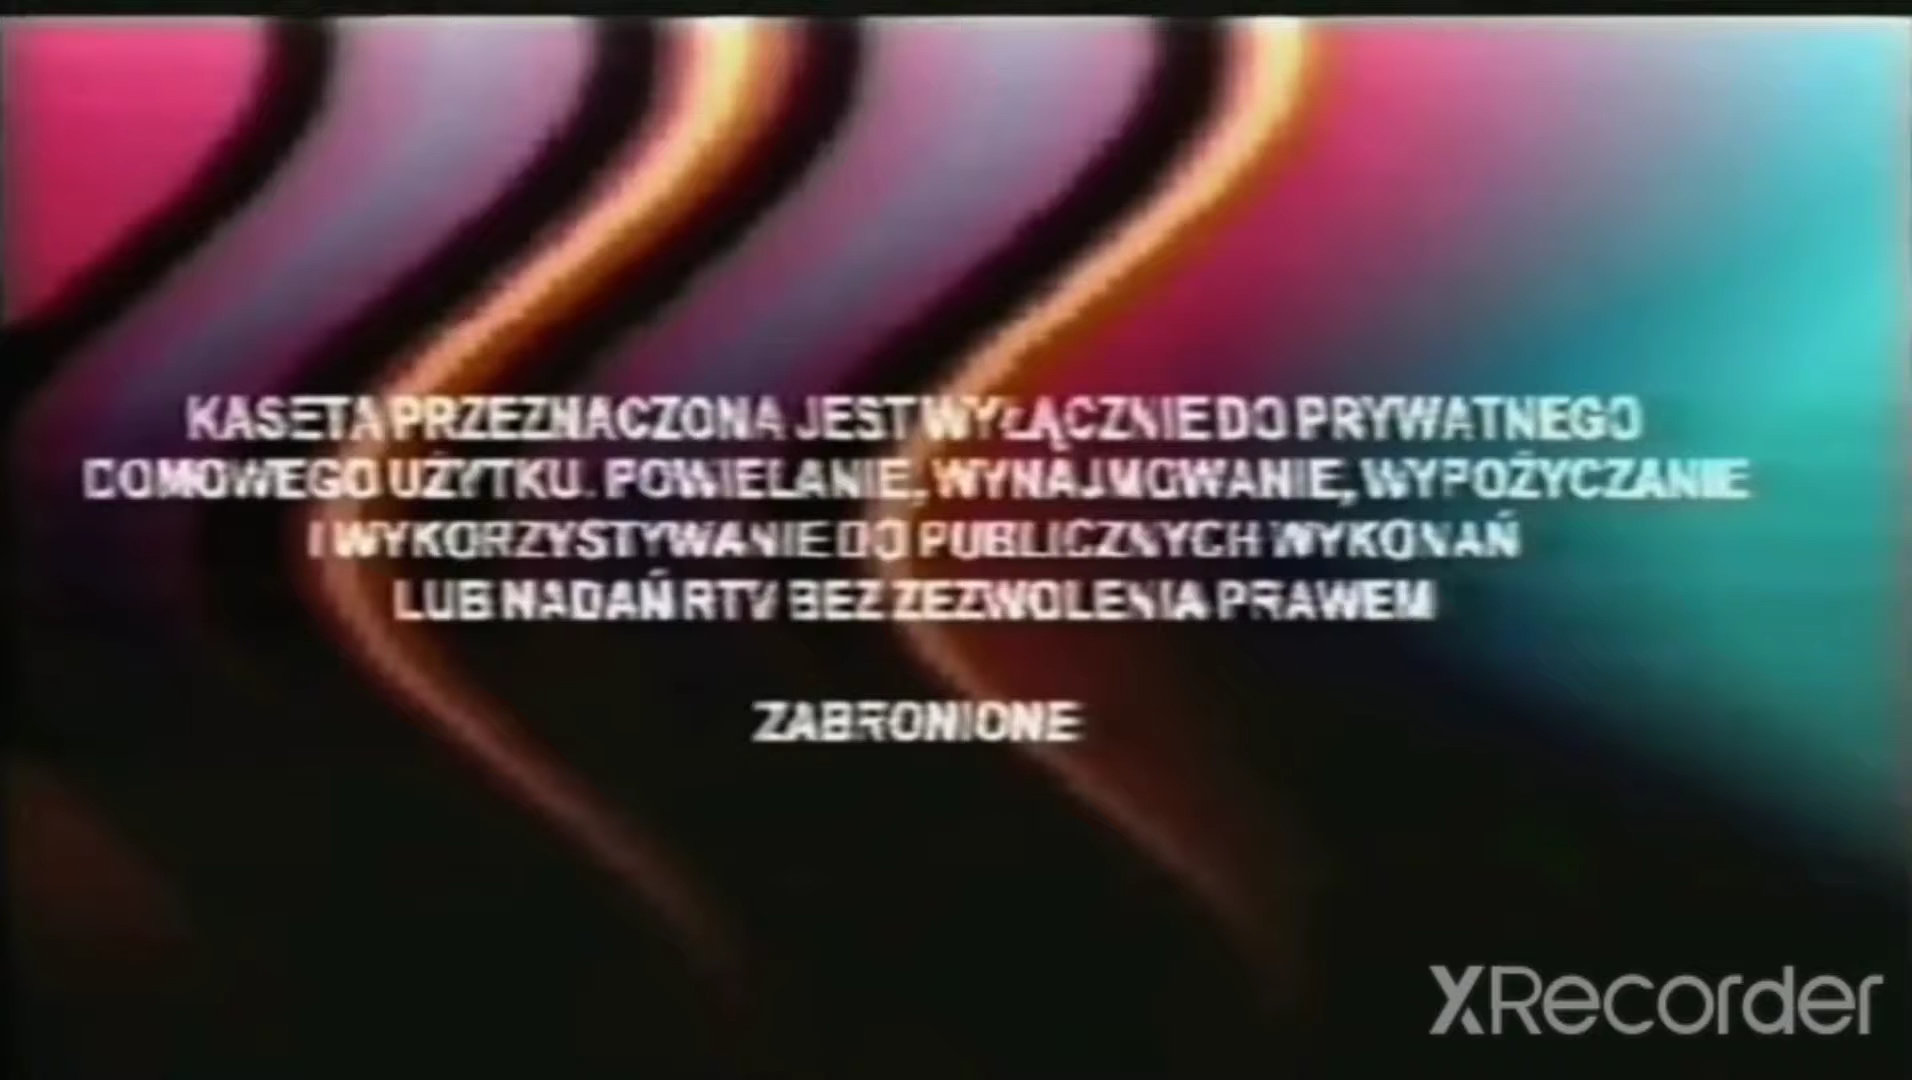 KASETA PRZEZNACZONA JEST WYŁĄCZNIE DO PRYWATNEGO
DOMOWEGO UŻYTKU. POWIELANIE, WYNAJMOWANIE, WYPOŻYCZANIE
I WYKORZYSTYWANIE DO PUBLICZNYCH WYKONAŃ
LUB NADAŃ RTV BEZ ZEZWOLENIA PRAWEM
ZABRONIONE
XRecorder